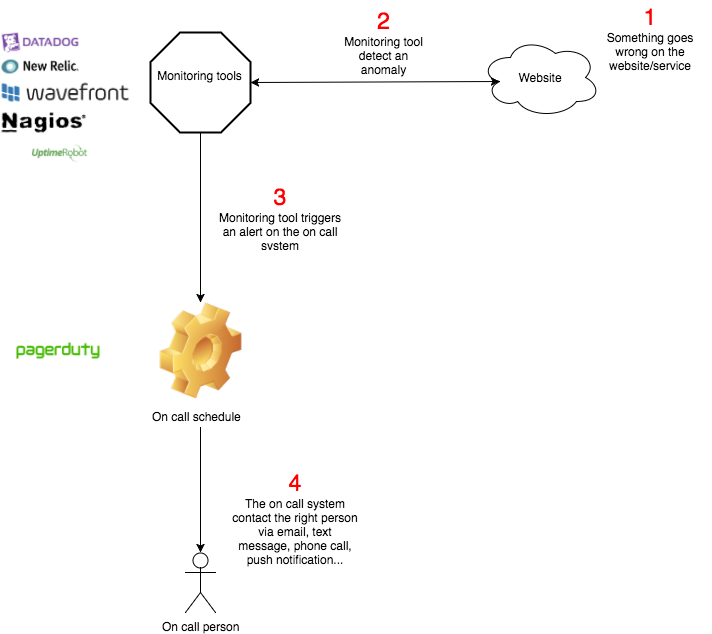 1
Something goes
wrong on the
website/service
2
Monitoring tool
detect an
anomaly
DATADOG
New Relic.
wavefront
Nagios®
UptimeRobot
Monitoring tools
Website
3
Monitoring tool triggers
an alert on the on call
system
pagerduty
On call schedule
4
The on call system
contact the right person
via email, text
message, phone call,
push notification...
On call person